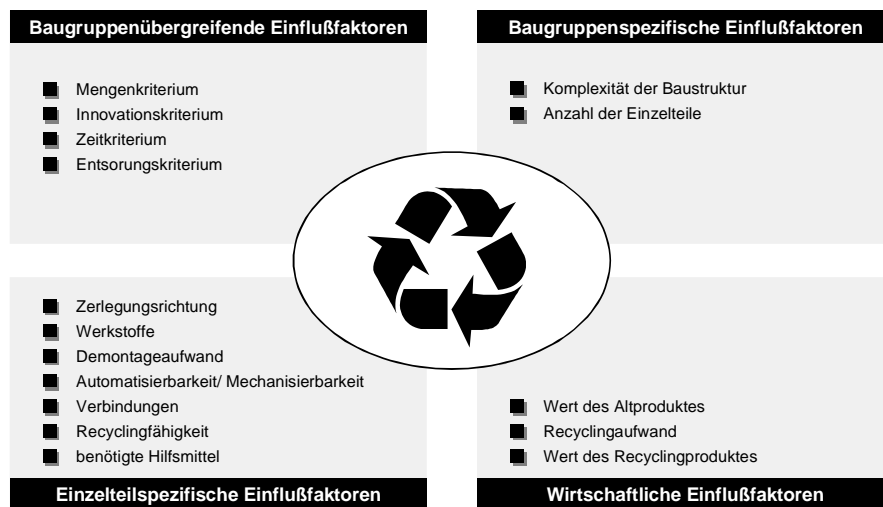 Baugruppenübergreifende Einflußfaktoren
Mengenkriterium
Innovationskriterium
Zeitkriterium
Entsorungskriterium
Baugruppenspezifische Einflußfaktoren
Komplexität der Baustruktur
Anzahl der Einzelteile
Zerlegungsrichtung
Werkstoffe
Demontageaufwand
Automatisierbarkeit/ Mechanisierbarkeit
Verbindungen
Recyclingfähigkeit
benötigte Hilfsmittel
Einzelteilspezifische Einflußfaktoren
Wert des Altproduktes
Recyclingaufwand
Wert des Recyclingproduktes
Wirtschaftliche Einflußfaktoren